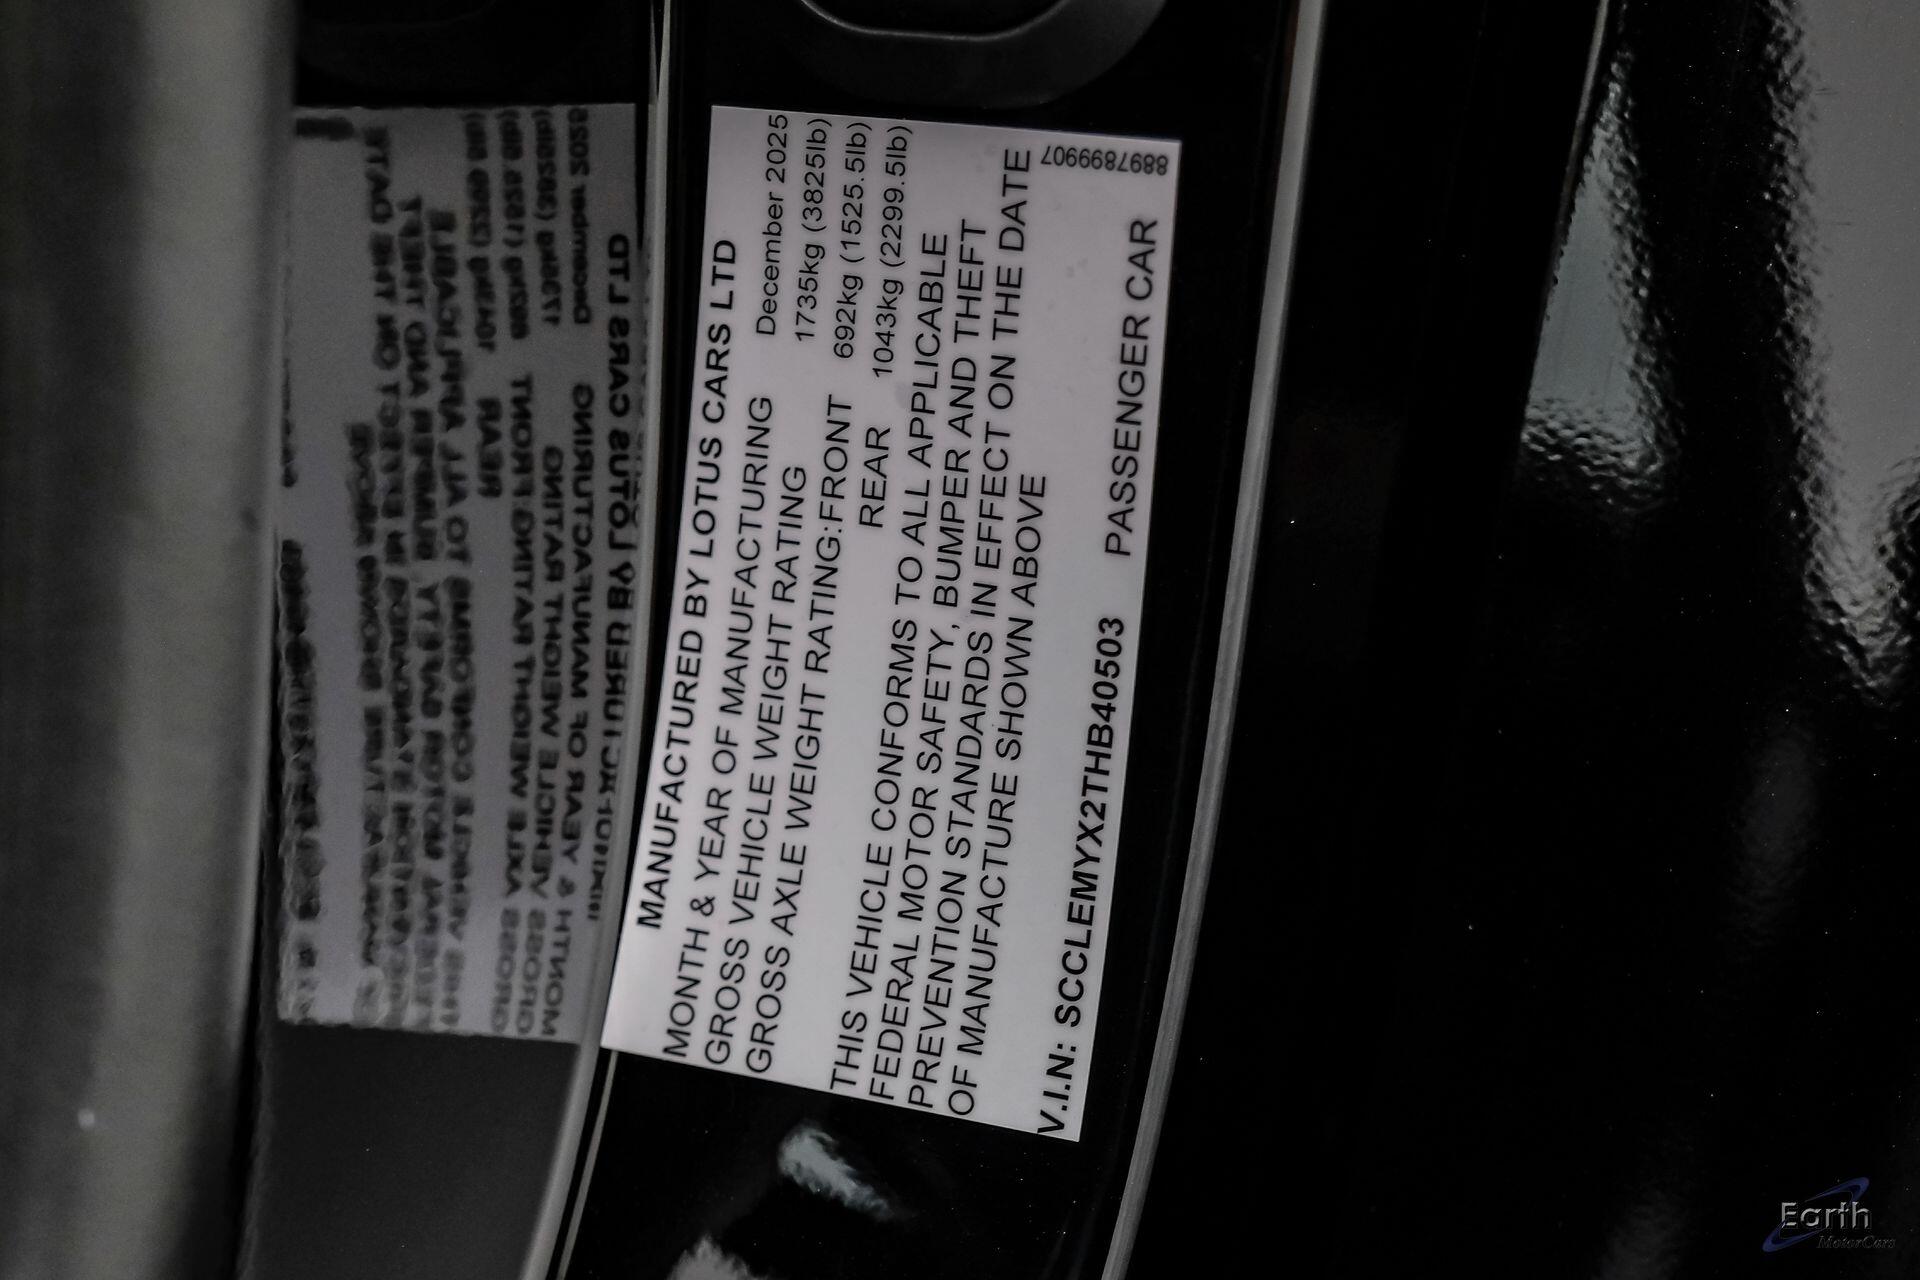 MANUFACTURED BY LOTUS CARS LTD
MONTH & YEAR OF MANUFACTURING December 2025
GROSS VEHICLE WEIGHT RATING 1735kg (3825lb)
GROSS AXLE WEIGHT RATING:FRONT 692kg (1525.5lb)
REAR 1043kg (2299.5lb)
THIS VEHICLE CONFORMS TO ALL APPLICABLE
FEDERAL MOTOR SAFETY, BUMPER AND THEFT
PREVENTION STANDARDS IN EFFECT ON THE DATE
OF MANUFACTURE SHOWN ABOVE
V.I.N: SCCLEMYX2THB40503 PASSENGER CAR
8897899907
Earth
MotorCars